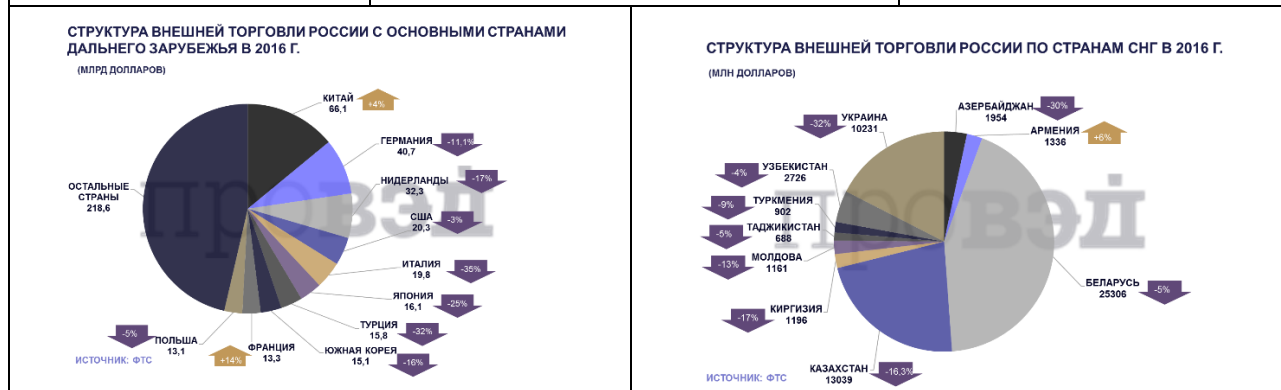 СТРУКТУРА ВНЕШНЕЙ ТОРГОВЛИ РОССИИ С ОСНОВНЫМИ СТРАНАМИ
ДАЛЬНЕГО ЗАРУБЕЖЬЯ В 2016 Г.
(МЛРД ДОЛЛАРОВ)
КИТАЙ
66,1
+4%
ГЕРМАНИЯ
40,7
-11,1%
НИДЕРЛАНДЫ
32,3
-17%
США
20,3
-3%
ИТАЛИЯ
19,8
-35%
ЯПОНИЯ
16,1
-25%
ТУРЦИЯ
15,8
-32%
ЮЖНАЯ КОРЕЯ
15,1
-16%
ФРАНЦИЯ
13,3
+14%
ПОЛЬША
13,1
-5%
ОСТАЛЬНЫЕ
СТРАНЫ
218,6
провэд
ИСТОЧНИК: ФТС
СТРУКТУРА ВНЕШНЕЙ ТОРГОВЛИ РОССИИ ПО СТРАНАМ СНГ В 2016 Г.
(МЛН ДОЛЛАРОВ)
АЗЕРБАЙДЖАН
1954
-30%
АРМЕНИЯ
1336
+6%
БЕЛАРУСЬ
25306
-5%
КАЗАХСТАН
13039
-16,3%
КИРГИЗИЯ
1196
-17%
МОЛДОВА
1161
-13%
ТАДЖИКИСТАН
688
-5%
ТУРКМЕНИЯ
902
-9%
УЗБЕКИСТАН
2726
-4%
УКРАИНА
10231
-32%
провэд
ИСТОЧНИК: ФТС